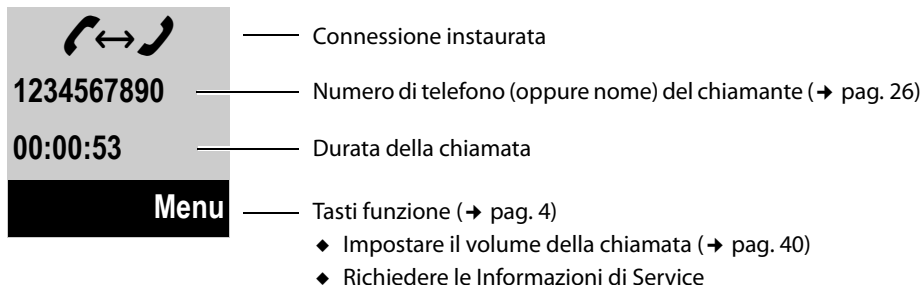 Connessione instaurata
1234567890
Numero di telefono (oppure nome) del chiamante (➜ pag. 26)
00:00:53
Durata della chiamata
Menu
Tasti funzione (➜ pag. 4)
◆ Impostare il volume della chiamata (➜ pag. 40)
◆ Richiedere le Informazioni di Service